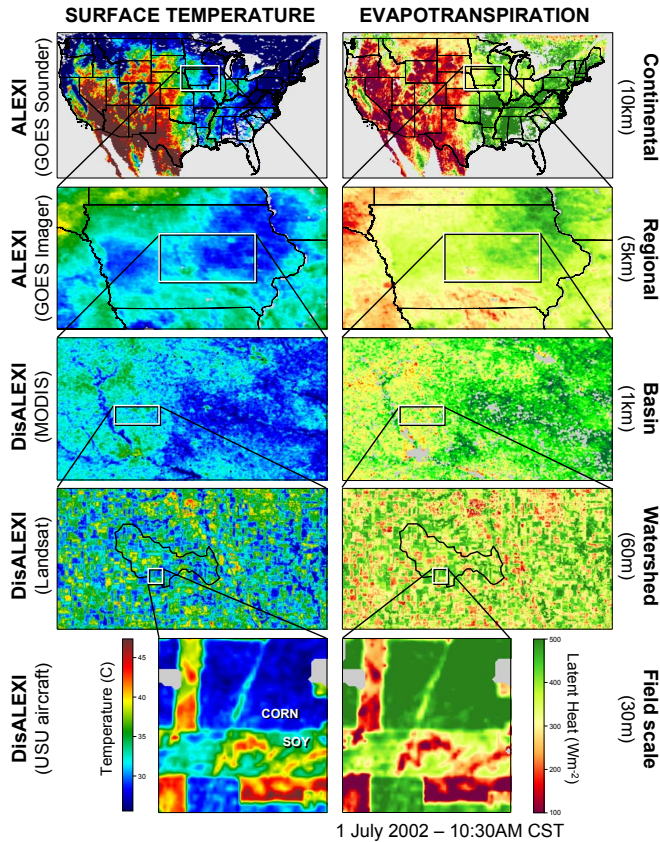 SURFACE TEMPERATURE
EVAPOTRANSPIRATION
ALEXI
(GOES Sounder)
Continental
(10km)
ALEXI
(GOES Imager)
Regional
(5km)
DisALEXI
(MODIS)
Basin
(1km)
DisALEXI
(Landsat)
Watershed
(60m)
DisALEXI
(USU aircraft)
Temperature (C)
45
40
35
30
CORN
SOY
500
400
300
200
100
Latent Heat (Wm-2)
Field scale
(30m)
1 July 2002 – 10:30AM CST